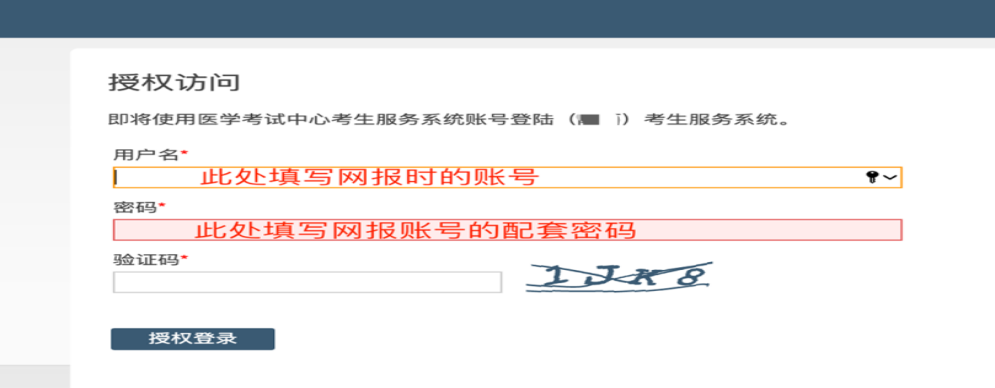 授权访问
即将使用医学考试中心考生服务系统账号登陆（ ）考生服务系统。
用户名*
此处填写网报时的账号
密码*
此处填写网报账号的配套密码
验证码*
1JK8
授权登录